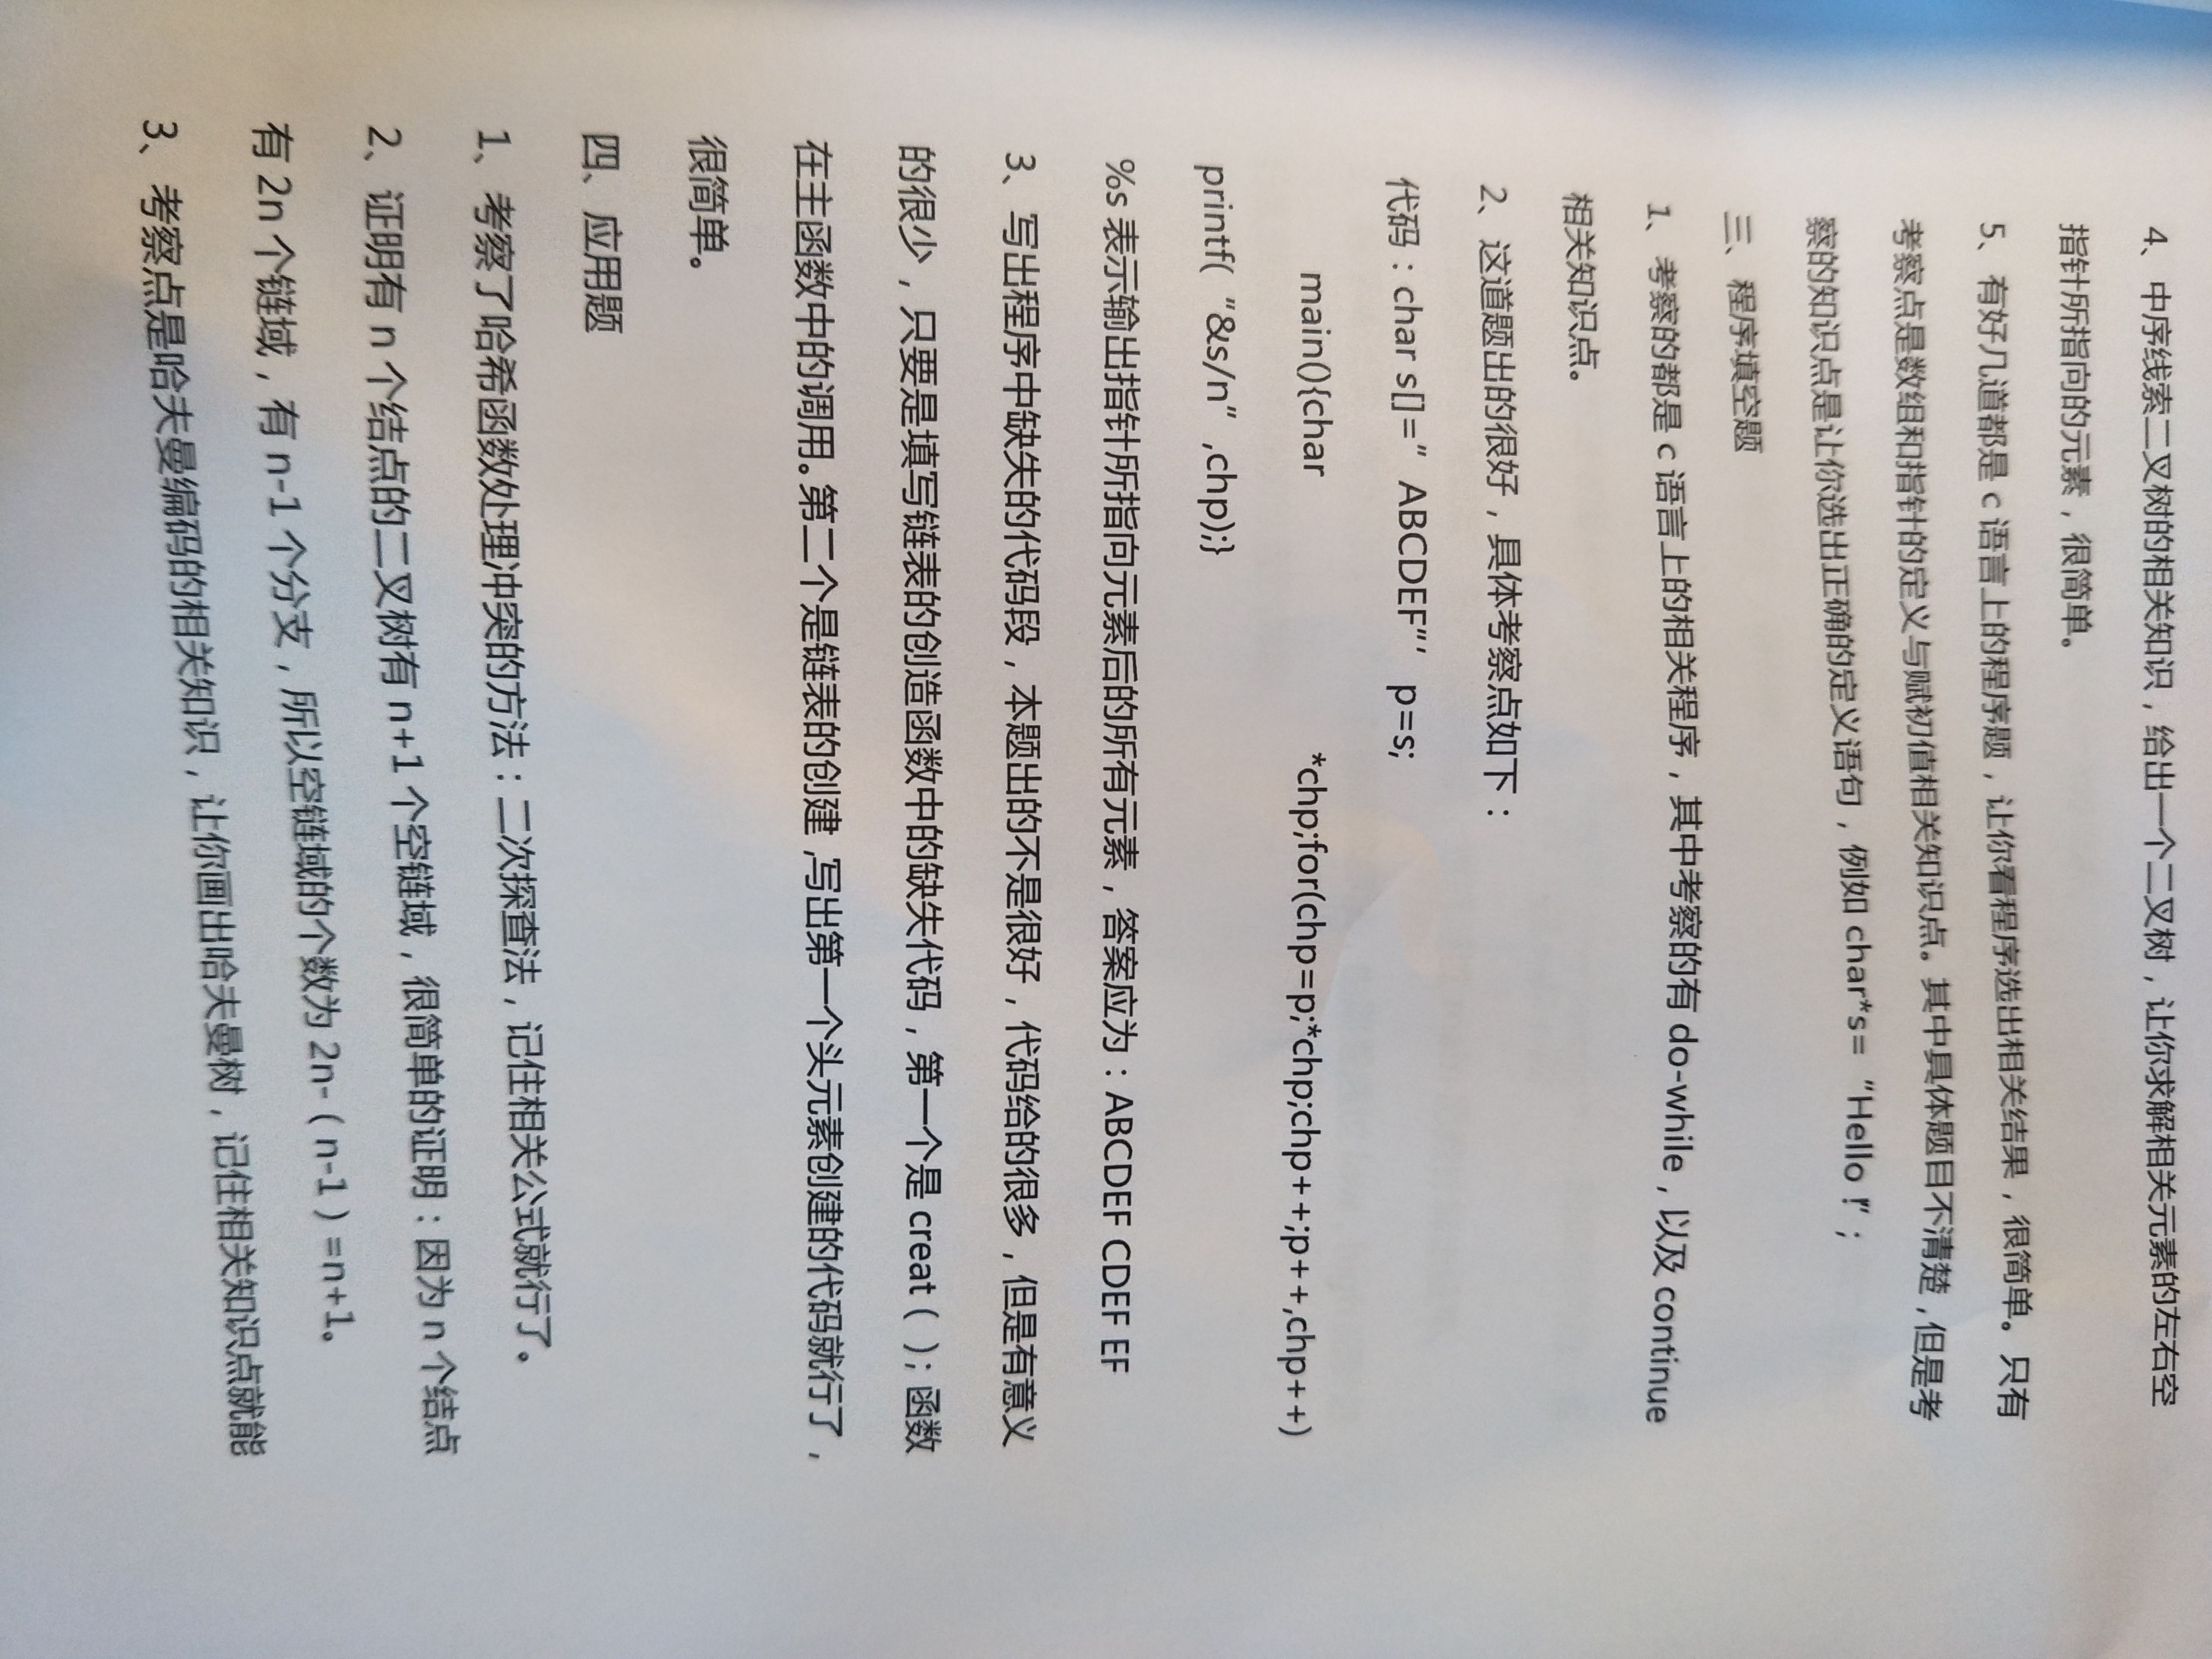 4、中序线索二叉树的相关知识，给出一个二叉树，让你求解相关元素的左右空
指针所指向的元素，很简单。
5、有好几道都是 c 语言上的程序题，让你看程序选出相关结果，很简单。只有
考察点是数组和指针的定义与赋初值相关知识点。其中具体题目不清楚，但是考
察的知识点是让你选出正确的定义语句，例如 char*s= “Hello！”；
三、程序填空题
1、考察的都是 c 语言上的相关程序，其中考察的有 do-while，以及 continue
相关知识点。
2、这道题出的很好，具体考察点如下：
代码：char s[]=”ABCDEF”’ p=s;
main(){char *chp;for(chp=p;*chp;chp++;p++,chp++)
printf(“&s/n”,chp);}
%s 表示输出指针所指向元素后的所有元素，答案应为：ABCDEF CDEF EF
3、写出程序中缺失的代码段，本题出的不是很好，代码给的很多，但是有意义
的很少，只要是填写链表的创造函数中的缺失代码，第一个是 creat（ ）；函数
在主函数中的调用。第二个是链表的创建，写出第一个头元素创建的代码就行了，
很简单。
四、应用题
1、考察了哈希函数处理冲突的方法：二次探查法，记住相关公式就行了。
2、证明有 n 个结点的二叉树有 n+1 个空链域，很简单的证明：因为 n 个结点
有 2n 个链域，有 n-1 个分支，所以空链域的个数为 2n-（n-1）=n+1。
3、考察点是哈夫曼编码的相关知识，让你画出哈夫曼树，记住相关知识点就能